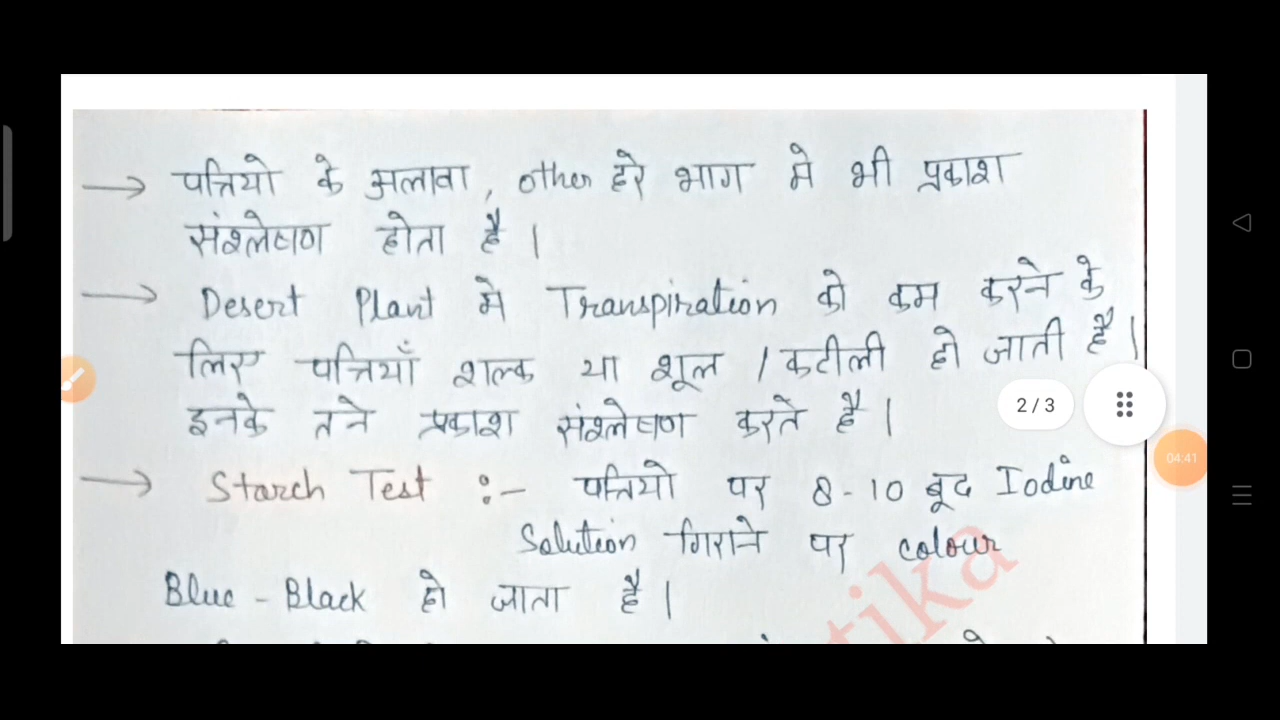 → पत्तियो के अलावा, other हरे भाग मे भी प्रकाश
संश्लेषण होता है।
→ Desert Plant मे Transpiration को कम करने के
लिए पत्तियाँ शल्क या शूल / कटीली हो जाती है।
इनके तने प्रकाश संश्लेषण करते है।
2/3
04:41
→ Starch Test :- पत्तियो पर 8-10 बूद Iodine
Solution गिराने पर colour
Blue - Black हो जाता है।